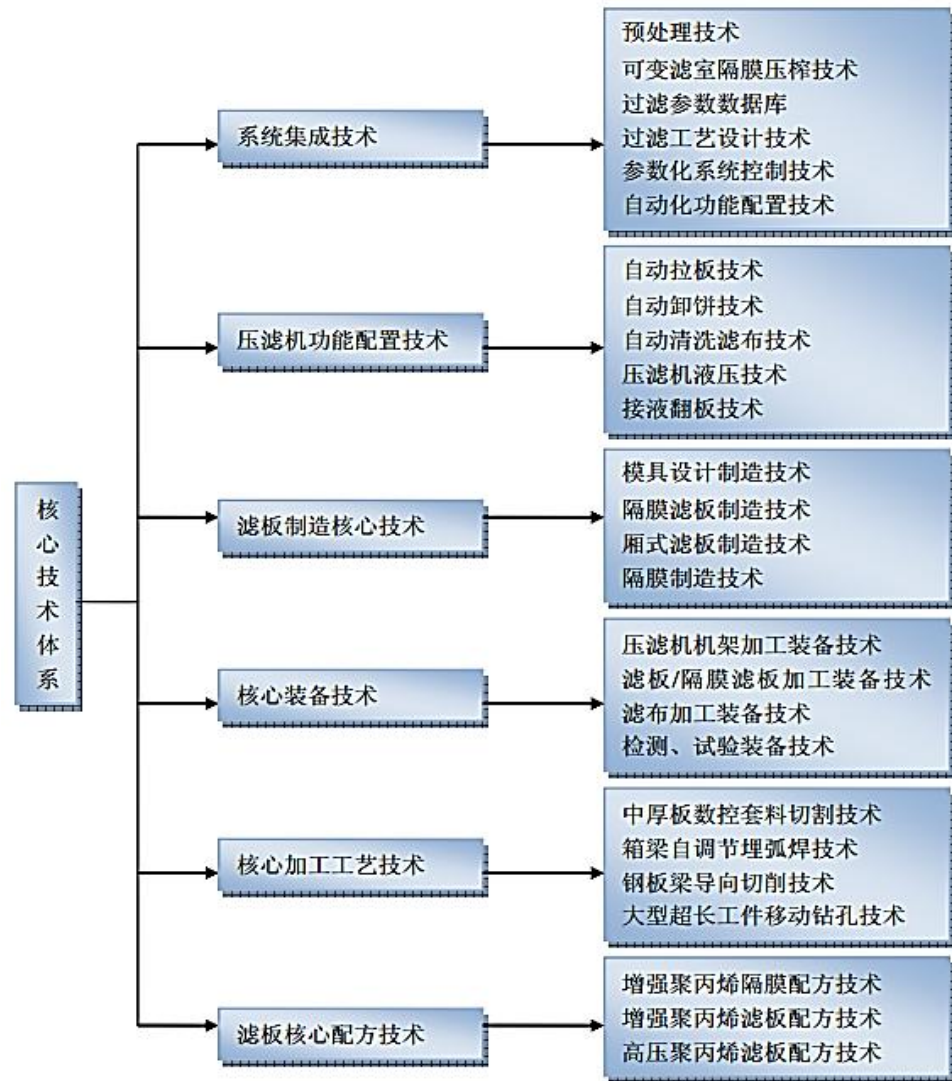 核心技术体系
系统集成技术
预处理技术
可变滤室隔膜压榨技术
过滤参数数据库
过滤工艺设计技术
参数化系统控制技术
自动化功能配置技术
压滤机功能配置技术
自动拉板技术
自动卸饼技术
自动清洗滤布技术
压滤机液压技术
接液翻板技术
滤板制造核心技术
模具设计制造技术
隔膜滤板制造技术
厢式滤板制造技术
隔膜制造技术
核心装备技术
压滤机机架加工装备技术
滤板/隔膜滤板加工装备技术
滤布加工装备技术
检测、试验装备技术
核心加工工艺技术
中厚板数控套料切割技术
箱梁自调节埋弧焊技术
钢板梁导向切削技术
大型超长工件移动钻孔技术
滤板核心配方技术
增强聚丙烯隔膜配方技术
增强聚丙烯滤板配方技术
高压聚丙烯滤板配方技术